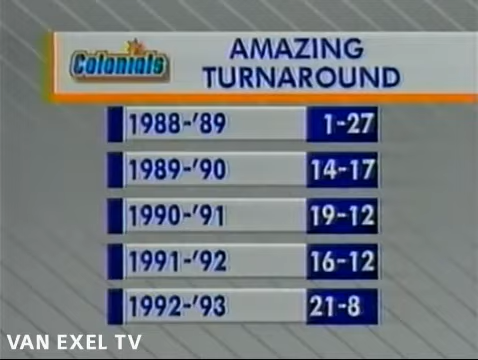 Colonials
AMAZING
TURNAROUND
1988-'89 1-27
1989-'90 14-17
1990-'91 19-12
1991-'92 16-12
1992-'93 21-8
VAN EXEL TV